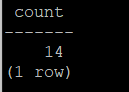 count
-------
14
(1 row)